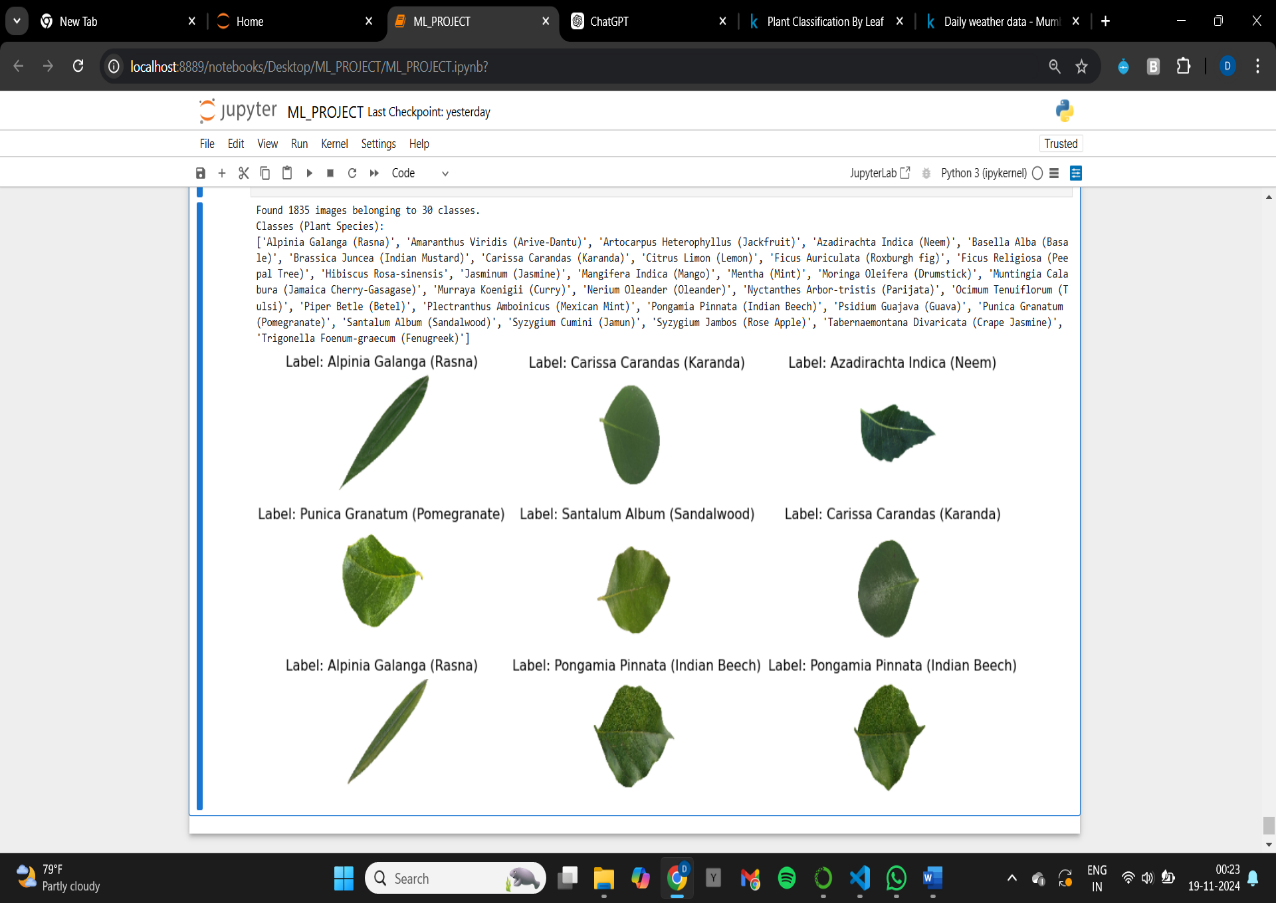 New Tab
Home
ML_PROJECT
ChatGPT
Plant Classification By Leaf
Daily weather data - Mum
localhost:8889/notebooks/Desktop/ML_PROJECT/ML_PROJECT.ipynb?
B
D
jupyter ML_PROJECT Last Checkpoint: yesterday
File Edit View Run Kernel Settings Help
Trusted
Code
JupyterLab
Python 3 (ipykernel)
Found 1835 images belonging to 30 classes.
Classes (Plant Species):
['Alpinia Galanga (Rasna)', 'Amaranthus Viridis (Arive-Dantu)', 'Artocarpus Heterophyllus (Jackfruit)', 'Azadirachta Indica (Neem)', 'Basella Alba (Basa
le)', 'Brassica Juncea (Indian Mustard)', 'Carissa Carandas (Karanda)', 'Citrus Limon (Lemon)', 'Ficus Auriculata (Roxburgh fig)', 'Ficus Religiosa (Pee
pal Tree)', 'Hibiscus Rosa-sinensis', 'Jasminum (Jasmine)', 'Mangifera Indica (Mango)', 'Mentha (Mint)', 'Moringa Oleifera (Drumstick)', 'Muntingia Cala
bura (Jamaica Cherry-Gasagase)', 'Murraya Koenigii (Curry)', 'Nerium Oleander (Oleander)', 'Nyctanthes Arbor-tristis (Parijata)', 'Ocimum Tenuiflorum (T
ulsi)', 'Piper Betle (Betel)', 'Plectranthus Amboinicus (Mexican Mint)', 'Pongamia Pinnata (Indian Beech)', 'Psidium Guajava (Guava)', 'Punica Granatum
(Pomegranate)', 'Santalum Album (Sandalwood)', 'Syzygium Cumini (Jamun)', 'Syzygium Jambos (Rose Apple)', 'Tabernaemontana Divaricata (Crape Jasmine)',
'Trigonella Foenum-graecum (Fenugreek)']
Label: Alpinia Galanga (Rasna)
Label: Carissa Carandas (Karanda)
Label: Azadirachta Indica (Neem)
Label: Punica Granatum (Pomegranate)
Label: Santalum Album (Sandalwood)
Label: Carissa Carandas (Karanda)
Label: Alpinia Galanga (Rasna)
Label: Pongamia Pinnata (Indian Beech)
Label: Pongamia Pinnata (Indian Beech)
79°F
Partly cloudy
Search
ENG
IN
00:23
19-11-2024